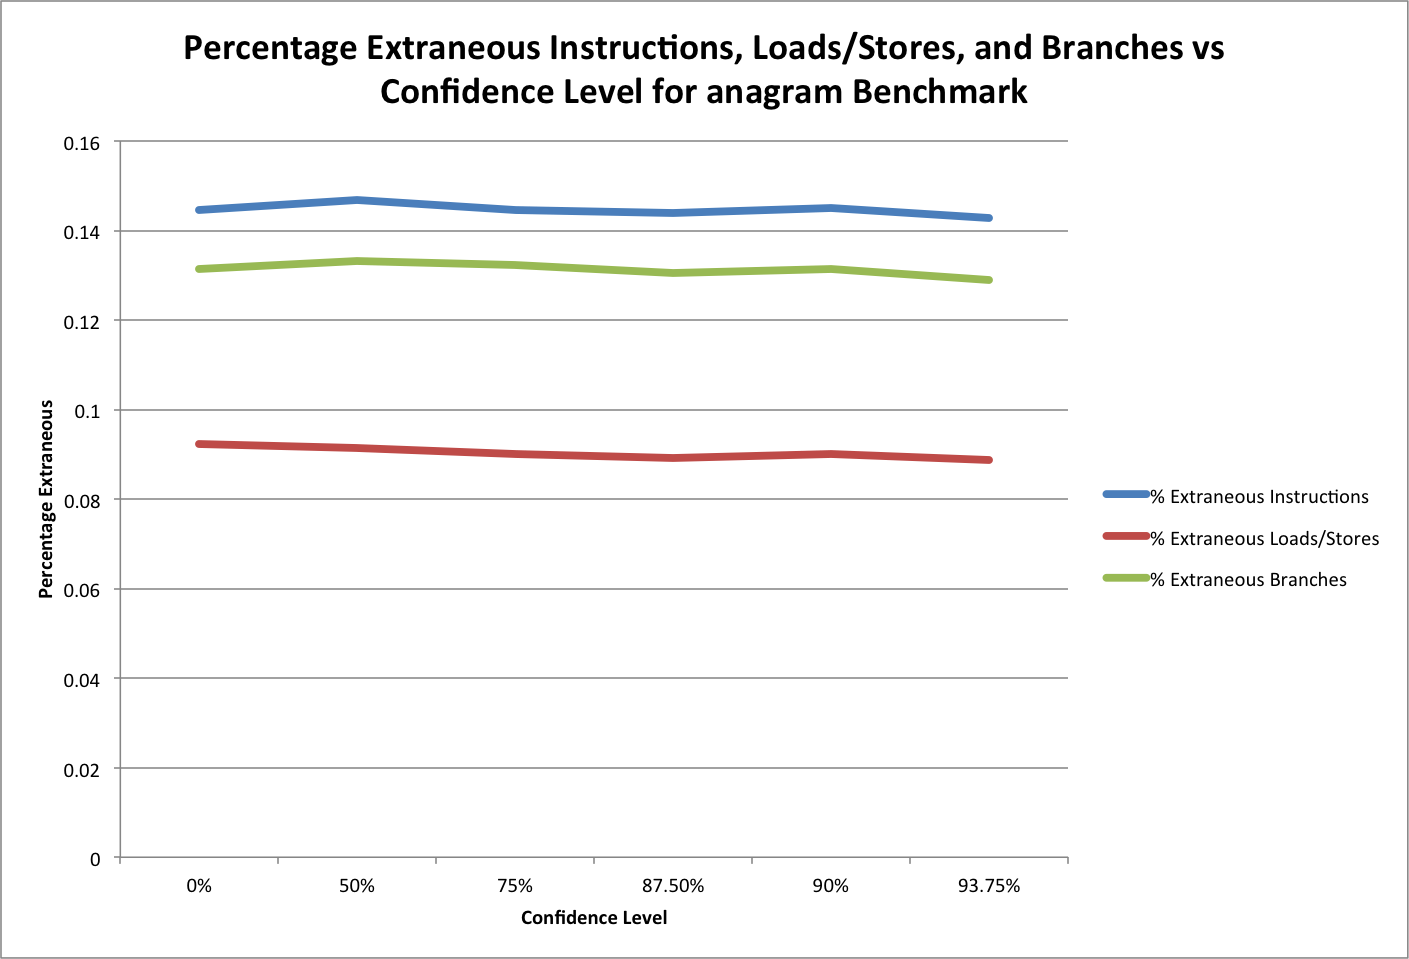 Percentage Extraneous Instructions, Loads/Stores, and Branches vs
Confidence Level for anagram Benchmark
0.16
0.14
0.12
0.1
0.08
0.06
0.04
0.02
0
Percentage Extraneous
0%
50%
75%
87.50%
90%
93.75%
Confidence Level
% Extraneous Instructions
% Extraneous Loads/Stores
% Extraneous Branches